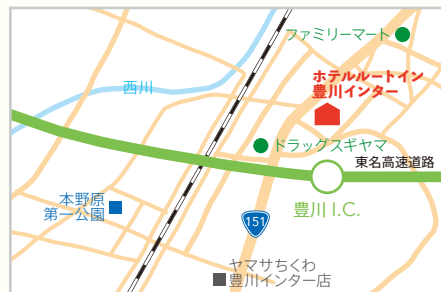 ファミリーマート
ホテルルートイン
豊川インター
西川
ドラッグスギヤマ
東名高速道路
本野原
第一公園
豊川 I.C.
151
ヤマサちくわ
豊川インター店